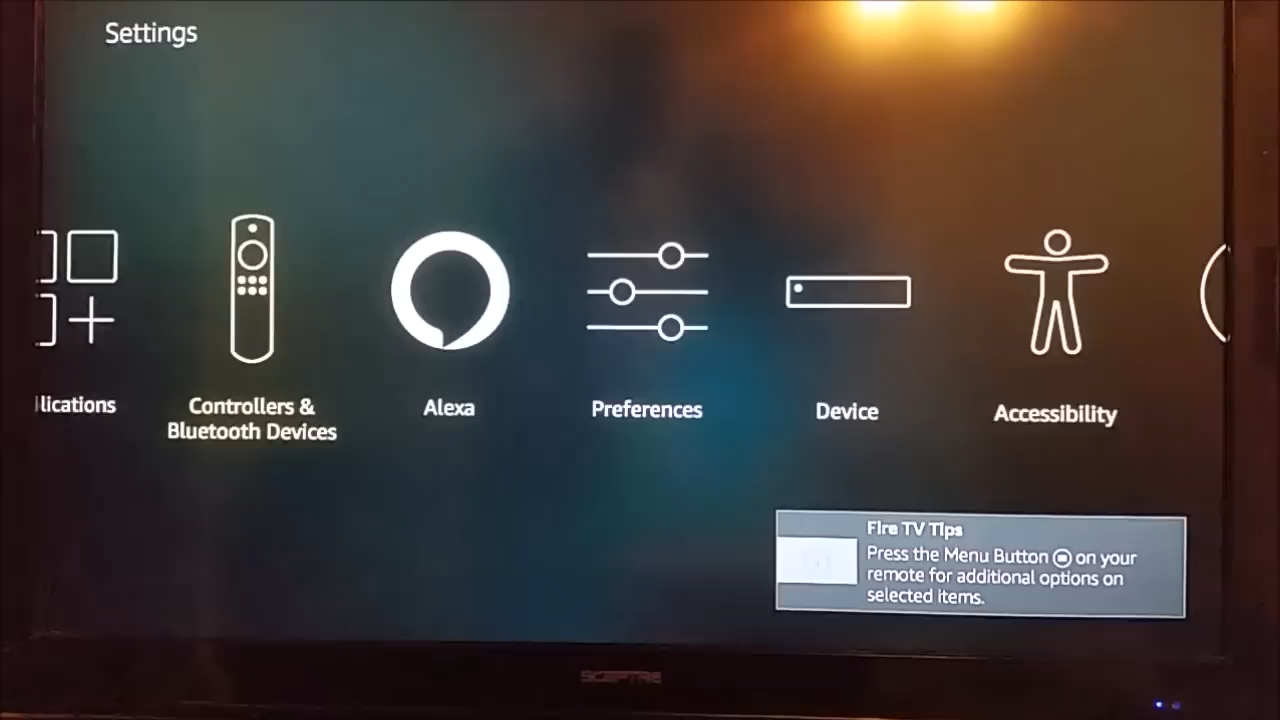 Settings
lications
Controllers &
Bluetooth Devices
Alexa
Preferences
Device
Accessibility
Fire TV Tips
Press the Menu Button on your
remote for additional options on
selected items.
SCEPTRE